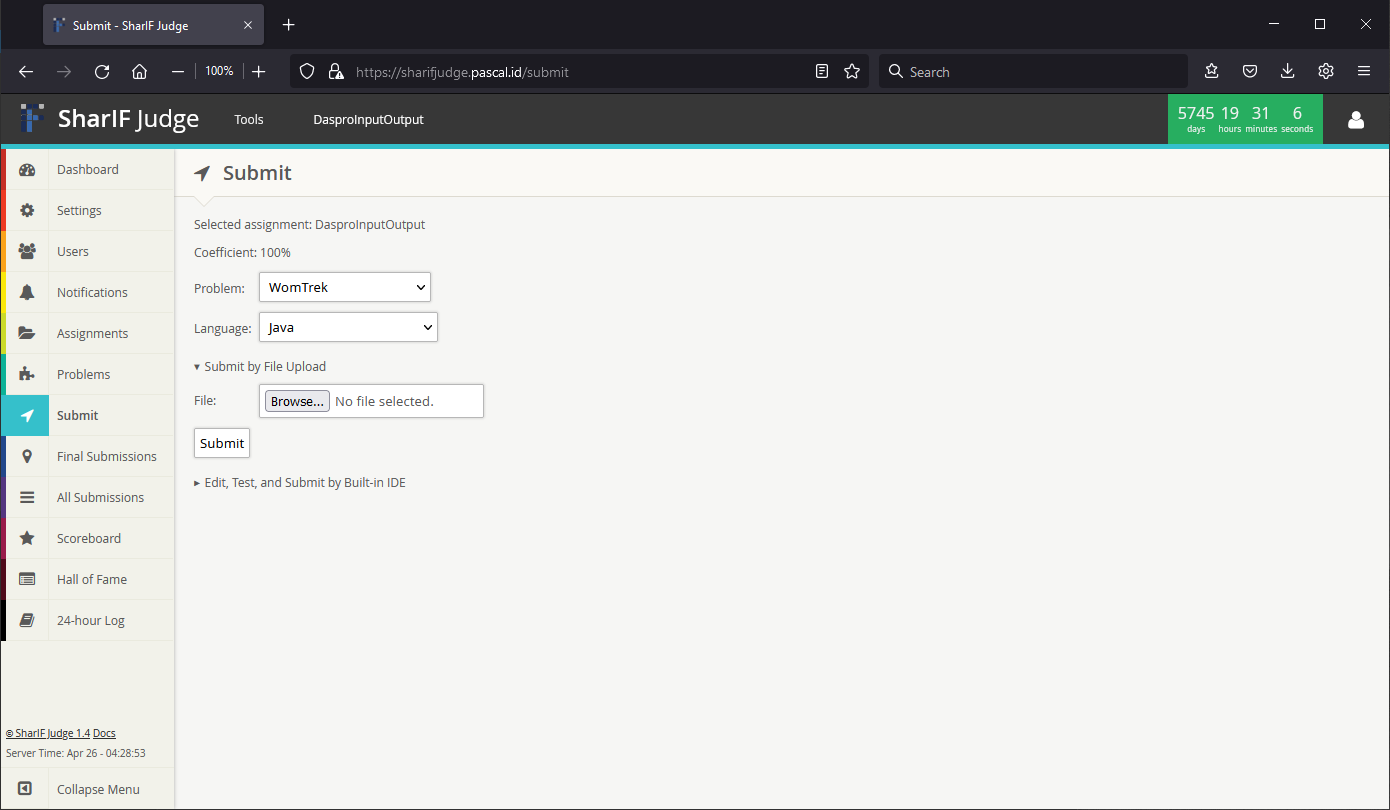 Submit - SharIF Judge
100%
https://sharifjudge.pascal.id/submit
Search
SharIF Judge
Tools
DasproInputOutput
5745 19 31 6
days hours minutes seconds
Dashboard
Settings
Users
Notifications
Assignments
Problems
Submit
Final Submissions
All Submissions
Scoreboard
Hall of Fame
24-hour Log
© SharIF Judge 1.4 Docs
Server Time: Apr 26 - 04:28:53
Collapse Menu
Submit
Selected assignment: DasproInputOutput
Coefficient: 100%
Problem: WomTrek
Language: Java
▾ Submit by File Upload
File: Browse... No file selected.
Submit
▸ Edit, Test, and Submit by Built-in IDE